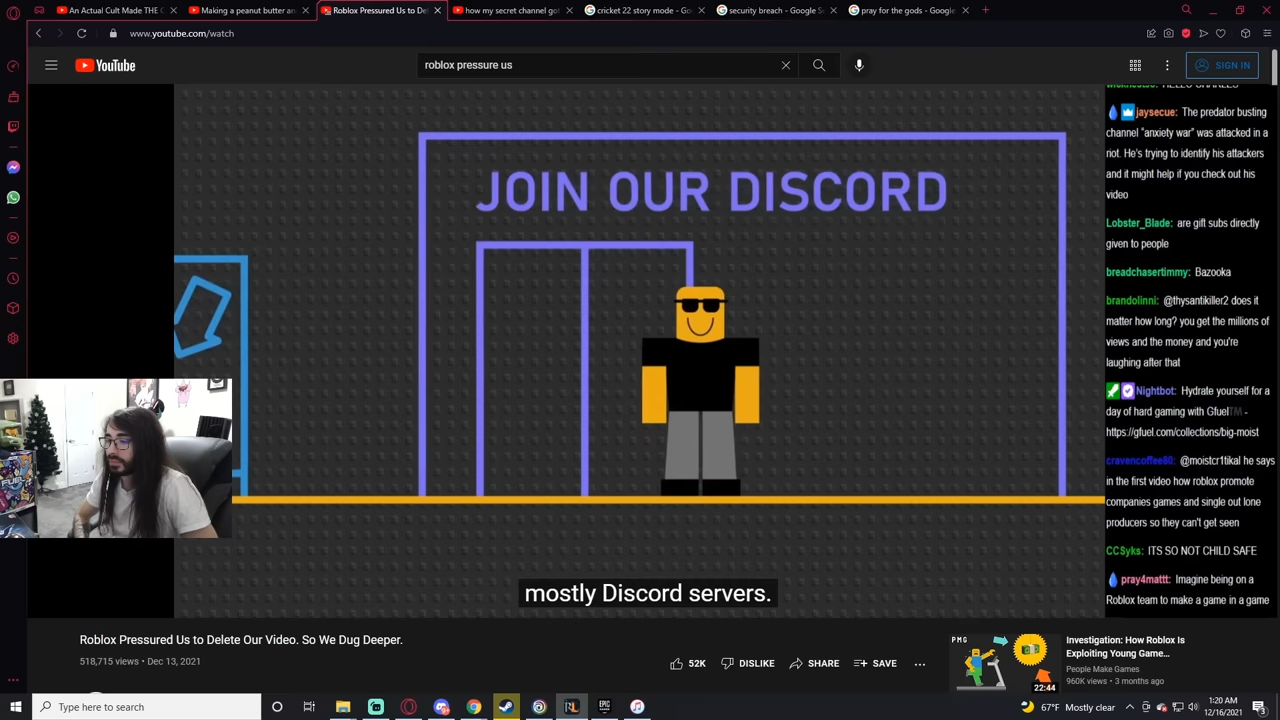 An Actual Cult Made THE C
Making a peanut butter an
Roblox Pressured Us to De
how my secret channel got
cricket 22 story mode - Go
security breach - Google S
pray for the gods - Google
www.youtube.com/watch
YouTube
roblox pressure us
SIGN IN
jaysecue: The predator busting
channel "anxiety war" was attacked in a
riot. He's trying to identify his attackers
and it might help if you check out his
video
Lobster_Blade: are gift subs directly
given to people
breachasertimmy: Bazooka
brandolinni: @thysantikiller2 does it
matter how long? you get the millions of
views and the money and you're
laughing after that
Nightbot: Hydrate yourself for a
day of hard gaming with Gfuel™ -
https://gfuel.com/collections/big-moist
cravencoffee80: @moistcr1tikal he says
in the first video how roblox promote
companies games and single out lone
producers so they can't get seen
CCSyks: ITS SO NOT CHILD SAFE
pray4mattt: Imagine being on a
Roblox team to make a game in a game
JOIN OUR DISCORD
mostly Discord servers.
Roblox Pressured Us to Delete Our Video. So We Dug Deeper.
518,715 views • Dec 13, 2021
52K
DISLIKE
SHARE
SAVE
PMG
22:44
Investigation: How Roblox Is
Exploiting Young Game...
People Make Games
960K views • 3 months ago
Type here to search
67°F Mostly clear
1:20 AM
12/16/2021